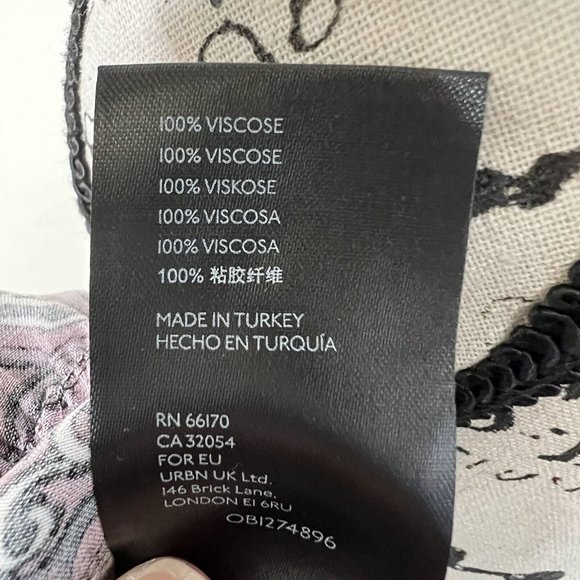 100% VISCOSE
100% VISCOSE
100% VISKOSE
100% VISCOSA
100% VISCOSA
100% 粘胶纤维
MADE IN TURKEY
HECHO EN TURQUÍA
RN 66170
CA 32054
FOR EU
URBN UK Ltd.
146 Brick Lane,
LONDON E1 6RU
OB1274896